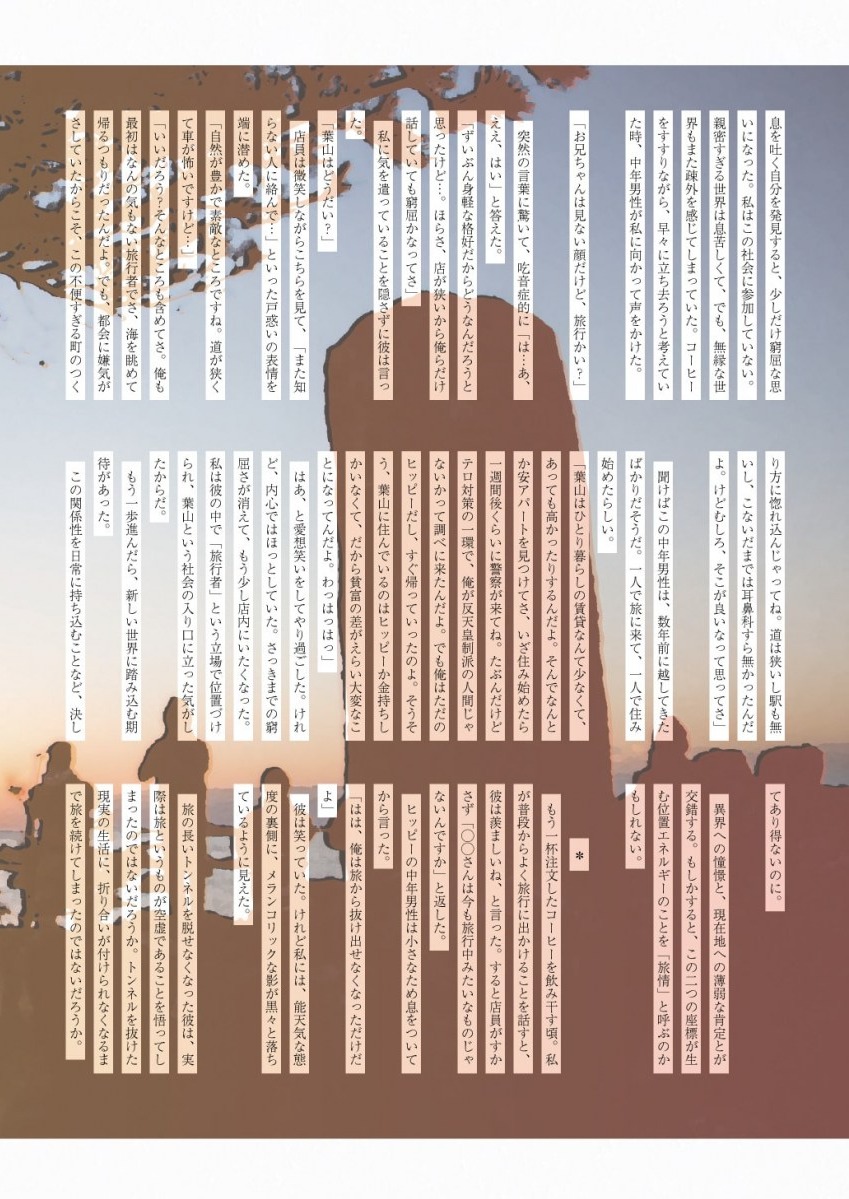 息を吐く自分を発見すると、少しだけ窮屈な思
いになった。私はこの社会に参加していない。
親密すぎる世界は息苦しくて、でも、無縁な世
界もまた疎外を感じてしまっていた。コーヒー
をすすりながら、早々に立ち去ろうと考えてい
た時、中年男性が私に向かって声をかけた。
「お兄ちゃんは見ない顔だけど、旅行かい？」
突然の言葉に驚いて、吃音症的に「は…あ、
ええ、はい」と答えた。
「ずいぶん身軽な格好だからどうなんだろうと
思ったけど…。ほらさ、店が狭いから俺らだけ
話していても窮屈かなってさ」
私に気を遣っていることを隠さずに彼は言っ
た。
「葉山はどうだい？」
店員は微笑しながらこちらを見て、「また知
らない人に絡んで…」といった戸惑いの表情を
端に潜めた。
「自然が豊かで素敵なところですね。道が狭く
て車が怖いですけど…」
「いいだろう？そんなところも含めてさ。俺も
最初はなんの気もない旅行者でさ、海を眺めて
帰るつもりだったんだよ。でも、都会に嫌気が
さしていたからこそ、この不便すぎる町のつく
り方に惚れ込んじゃってね。道は狭いし駅も無
いし、こないだまでは耳鼻科すら無かったんだ
よ。けどむしろ、そこが良いなって思ってさ」
聞けばこの中年男性は、数年前に越してきた
ばかりだそうだ。一人で旅に来て、一人で住み
始めたらしい。
「葉山はひとり暮らしの賃貸なんて少なくて、
あっても高かったりするんだよ。そんでなんと
か安アパートを見つけてさ、いざ住み始めたら
一週間後くらいに警察が来てね。たぶんだけど
テロ対策の一環で、俺が反天皇制派の人間じゃ
ないかって調べに来たんだよ。でも俺はただの
ヒッピーだし、すぐ帰っていったのよ。そうそ
う、葉山に住んでいるのはヒッピーか金持ちし
かいなくて、だから貧富の差がえらい大変なこ
とになってんだよ。わっはっはっ」
はあ、と愛想笑いをしてやり過ごした。けれ
ど、内心ではほっとしていた。さっきまでの窮
屈さが消えて、もう少し店内にいたくなった。
私は彼の中で「旅行者」という立場で位置づけ
られ、葉山という社会の入り口に立った気がし
たからだ。
もう一歩進んだら、新しい世界に踏み込む期
待があった。
この関係性を日常に持ち込むことなど、決し
てあり得ないのに。
異界への憧憬と、現在地への薄弱な肯定とが
交錯する。もしかすると、この二つの座標が生
む位置エネルギーのことを「旅情」と呼ぶのか
もしれない。
＊
もう一杯注文したコーヒーを飲み干す頃。私
が普段からよく旅行に出かけることを話すと、
彼は羨ましいね、と言った。すると店員がすか
さず「〇〇さんは今も旅行中みたいなものじゃ
ないんですか」と返した。
ヒッピーの中年男性は小さなため息をついて
から言った。
「はは、俺は旅から抜け出せなくなっただけだ
よ」
彼は笑っていた。けれど私には、能天気な態
度の裏側に、メランコリックな影が黒々と落ち
ているように見えた。
旅の長いトンネルを脱せなくなった彼は、実
際は旅というものが空虚であることを悟ってし
まったのではないだろうか。トンネルを抜けた
現実の生活に、折り合いが付けられなくなるま
で旅を続けてしまったのではないだろうか。